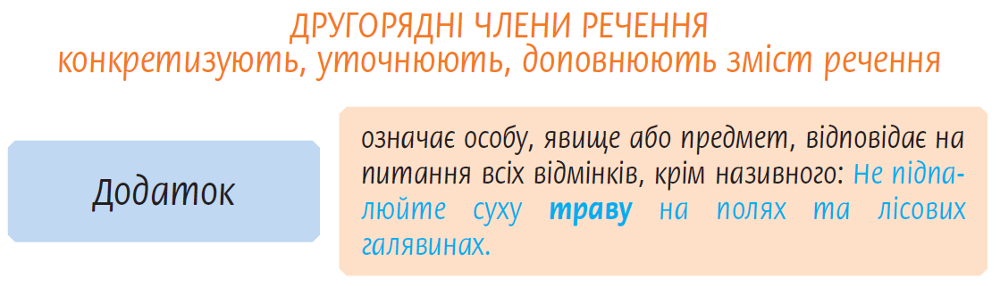 ДРУГОРЯДНІ ЧЛЕНИ РЕЧЕННЯ
конкретизують, уточнюють, доповнюють зміст речення
Додаток
означає особу, явище або предмет, відповідає на
питання всіх відмінків, крім називного: Не підпа-
люйте суху траву на полях та лісових
галявинах.